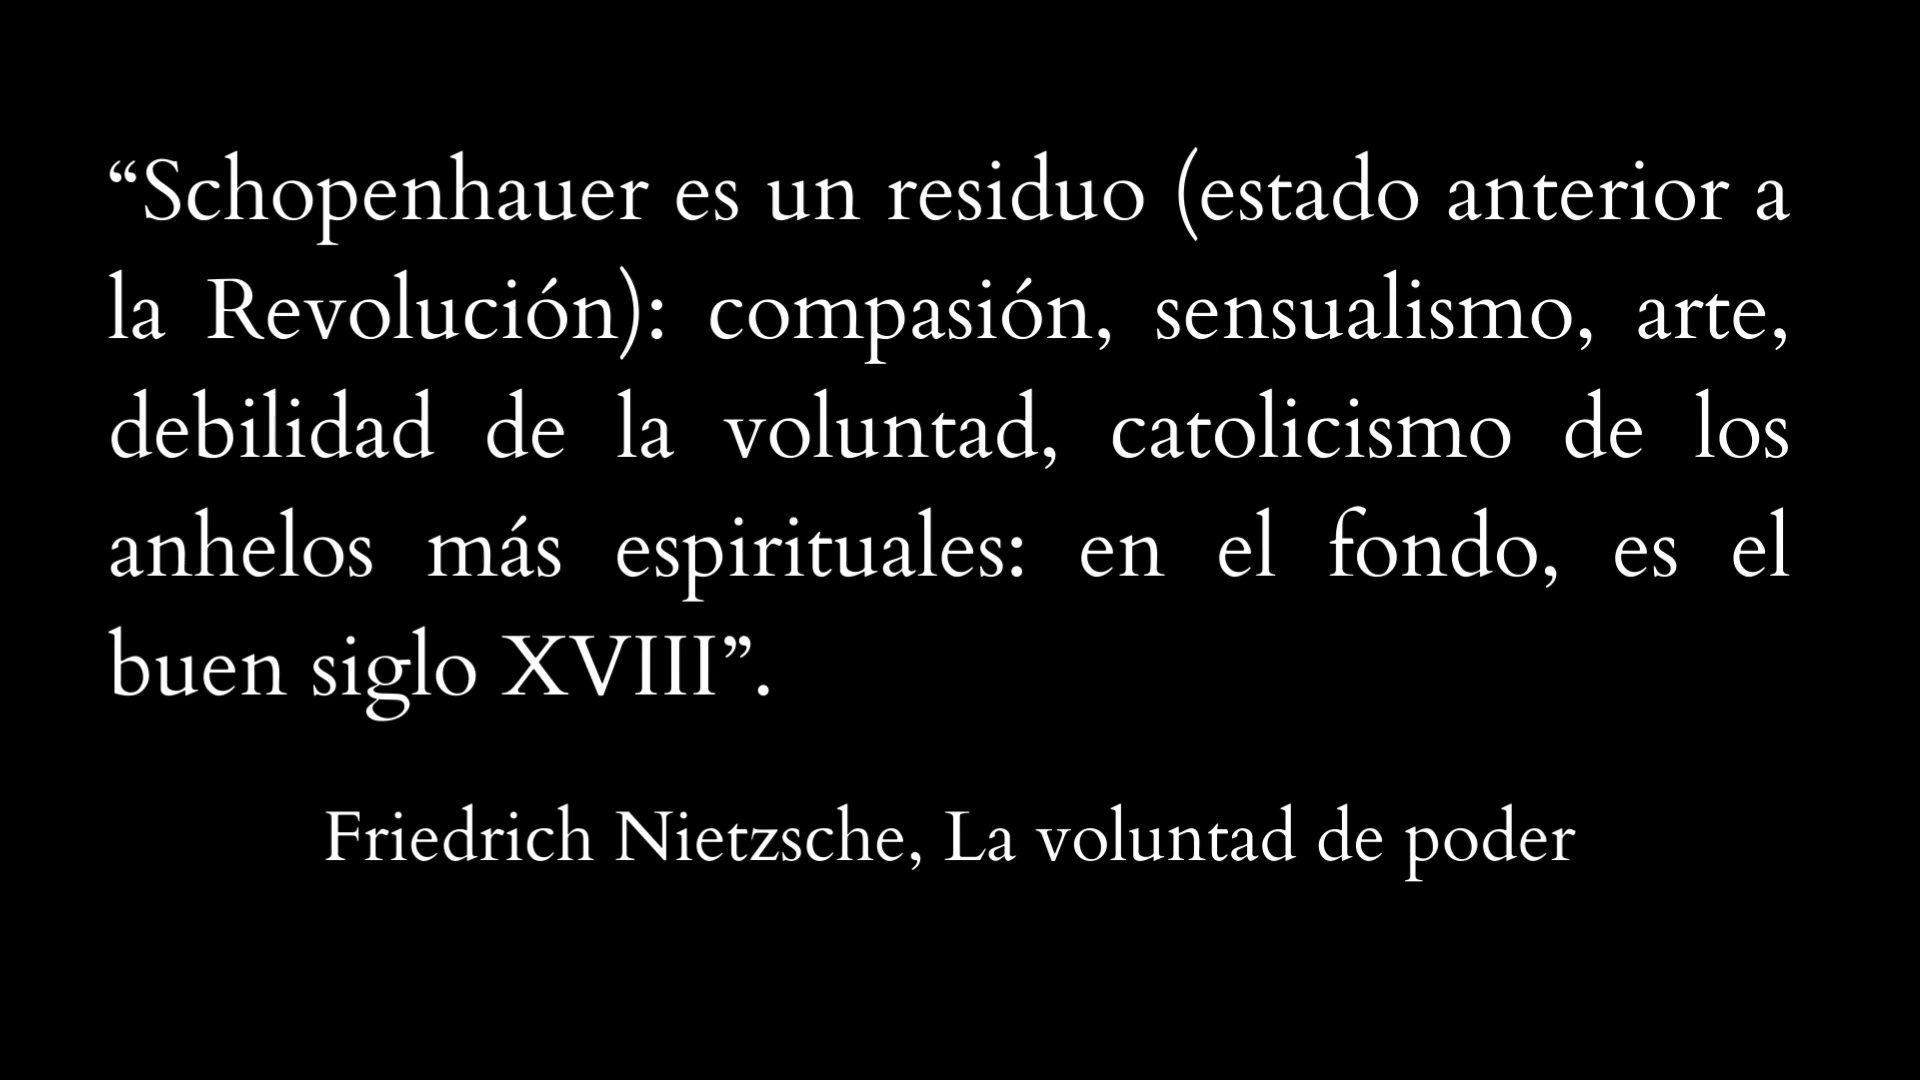 “Schopenhauer es un residuo (estado anterior a
la Revolución): compasión, sensualismo, arte,
debilidad de la voluntad, catolicismo de los
anhelos más espirituales: en el fondo, es el
buen siglo XVIII”.
Friedrich Nietzsche, La voluntad de poder